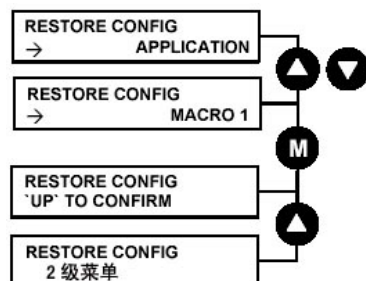 RESTORE CONFIG
→ APPLICATION
RESTORE CONFIG
→ MACRO 1
M
RESTORE CONFIG
`UP` TO CONFIRM
RESTORE CONFIG
2 级菜单